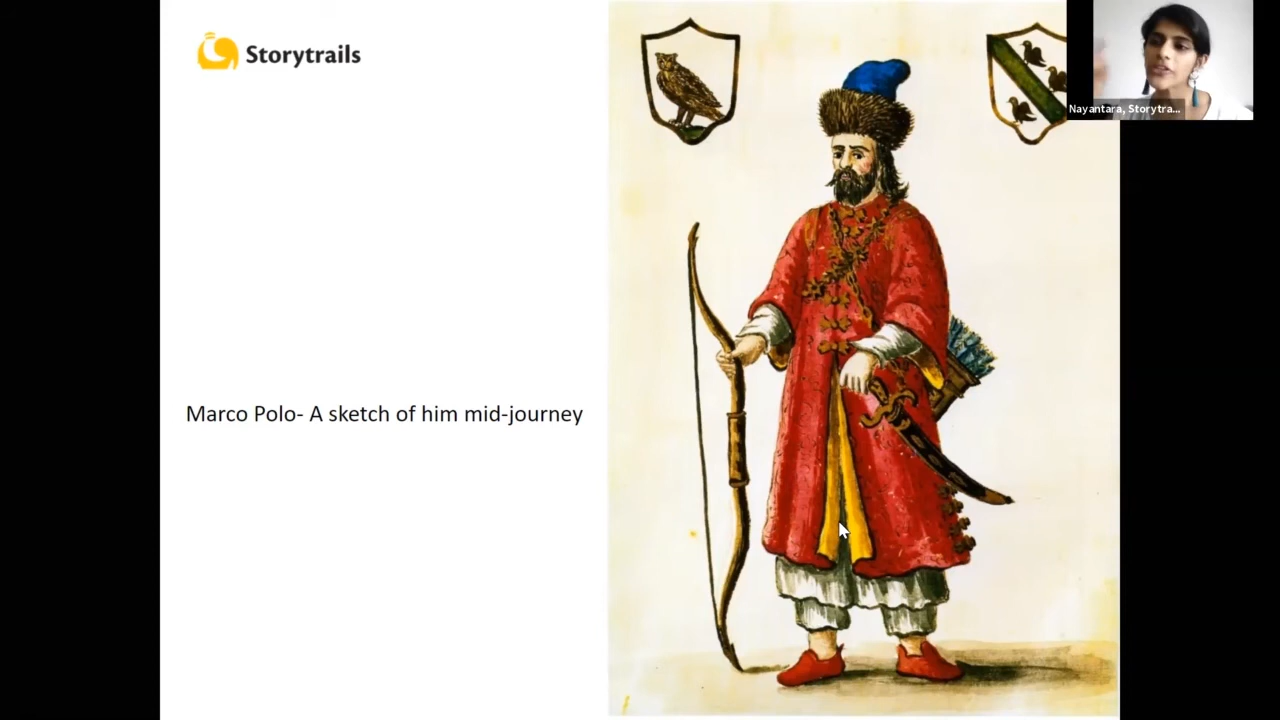 Storytrails
Marco Polo- A sketch of him mid-journey
Nayantara, Storytra...